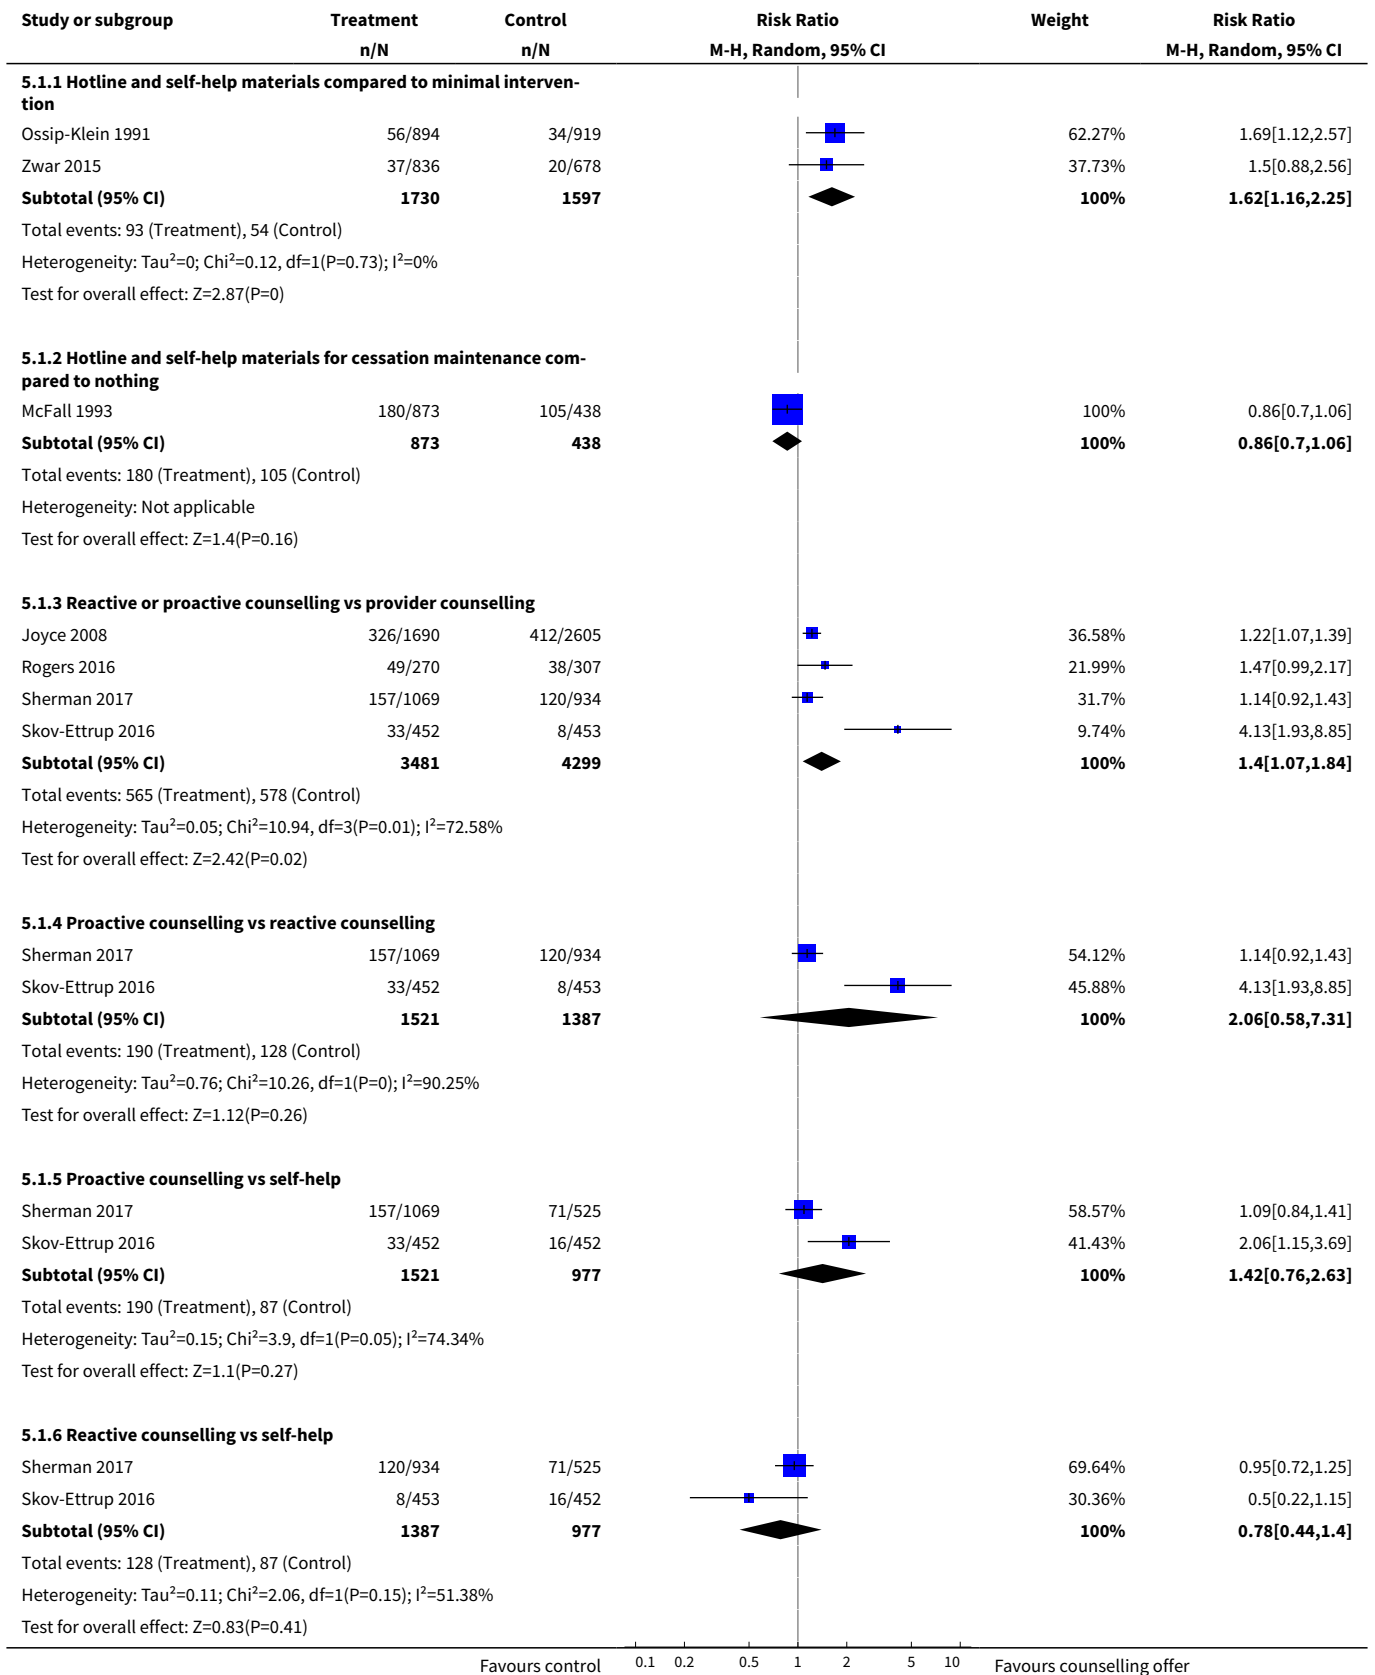 Study or subgroup Treatment Control Risk Ratio Weight Risk Ratio
n/N n/N M-H, Random, 95% CI M-H, Random, 95% CI
5.1.1 Hotline and self-help materials compared to minimal interven-
tion
Ossip-Klein 1991 56/894 34/919 62.27% 1.69[1.12,2.57]
Zwar 2015 37/836 20/678 37.73% 1.5[0.88,2.56]
Subtotal (95% CI) 1730 1597 100% 1.62[1.16,2.25]
Total events: 93 (Treatment), 54 (Control)
Heterogeneity: Tau²=0; Chi²=0.12, df=1(P=0.73); I²=0%
Test for overall effect: Z=2.87(P=0)
5.1.2 Hotline and self-help materials for cessation maintenance com-
pared to nothing
McFall 1993 180/873 105/438 100% 0.86[0.7,1.06]
Subtotal (95% CI) 873 438 100% 0.86[0.7,1.06]
Total events: 180 (Treatment), 105 (Control)
Heterogeneity: Not applicable
Test for overall effect: Z=1.4(P=0.16)
5.1.3 Reactive or proactive counselling vs provider counselling
Joyce 2008 326/1690 412/2605 36.58% 1.22[1.07,1.39]
Rogers 2016 49/270 38/307 21.99% 1.47[0.99,2.17]
Sherman 2017 157/1069 120/934 31.7% 1.14[0.92,1.43]
Skov-Ettrup 2016 33/452 8/453 9.74% 4.13[1.93,8.85]
Subtotal (95% CI) 3481 4299 100% 1.4[1.07,1.84]
Total events: 565 (Treatment), 578 (Control)
Heterogeneity: Tau²=0.05; Chi²=10.94, df=3(P=0.01); I²=72.58%
Test for overall effect: Z=2.42(P=0.02)
5.1.4 Proactive counselling vs reactive counselling
Sherman 2017 157/1069 120/934 54.12% 1.14[0.92,1.43]
Skov-Ettrup 2016 33/452 8/453 45.88% 4.13[1.93,8.85]
Subtotal (95% CI) 1521 1387 100% 2.06[0.58,7.31]
Total events: 190 (Treatment), 128 (Control)
Heterogeneity: Tau²=0.76; Chi²=10.26, df=1(P=0); I²=90.25%
Test for overall effect: Z=1.12(P=0.26)
5.1.5 Proactive counselling vs self-help
Sherman 2017 157/1069 71/525 58.57% 1.09[0.84,1.41]
Skov-Ettrup 2016 33/452 16/452 41.43% 2.06[1.15,3.69]
Subtotal (95% CI) 1521 977 100% 1.42[0.76,2.63]
Total events: 190 (Treatment), 87 (Control)
Heterogeneity: Tau²=0.15; Chi²=3.9, df=1(P=0.05); I²=74.34%
Test for overall effect: Z=1.1(P=0.27)
5.1.6 Reactive counselling vs self-help
Sherman 2017 120/934 71/525 69.64% 0.95[0.72,1.25]
Skov-Ettrup 2016 8/453 16/452 30.36% 0.5[0.22,1.15]
Subtotal (95% CI) 1387 977 100% 0.78[0.44,1.4]
Total events: 128 (Treatment), 87 (Control)
Heterogeneity: Tau²=0.11; Chi²=2.06, df=1(P=0.15); I²=51.38%
Test for overall effect: Z=0.83(P=0.41)
Favours control 0.1 0.2 0.5 1 2 5 10 Favours counselling offer